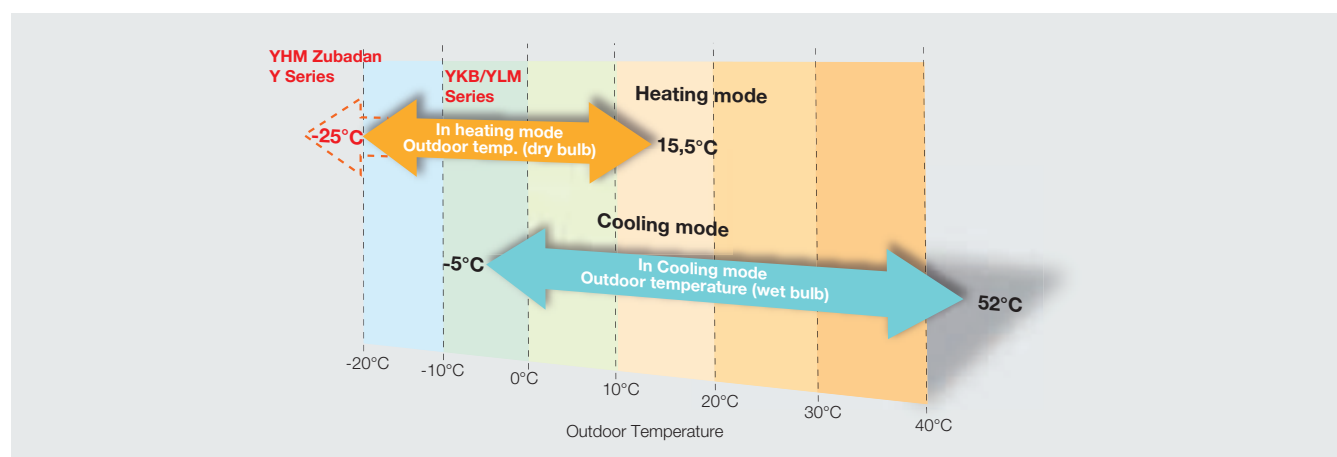 YHM Zubadan
Y Series
YKB/YLM
Series
Heating mode
-25°C
In heating mode
Outdoor temp. (dry bulb)
15,5°C
Cooling mode
-5°C
In Cooling mode
Outdoor temperature (wet bulb)
52°C
-20°C
-10°C
0°C
10°C
20°C
30°C
40°C
Outdoor Temperature